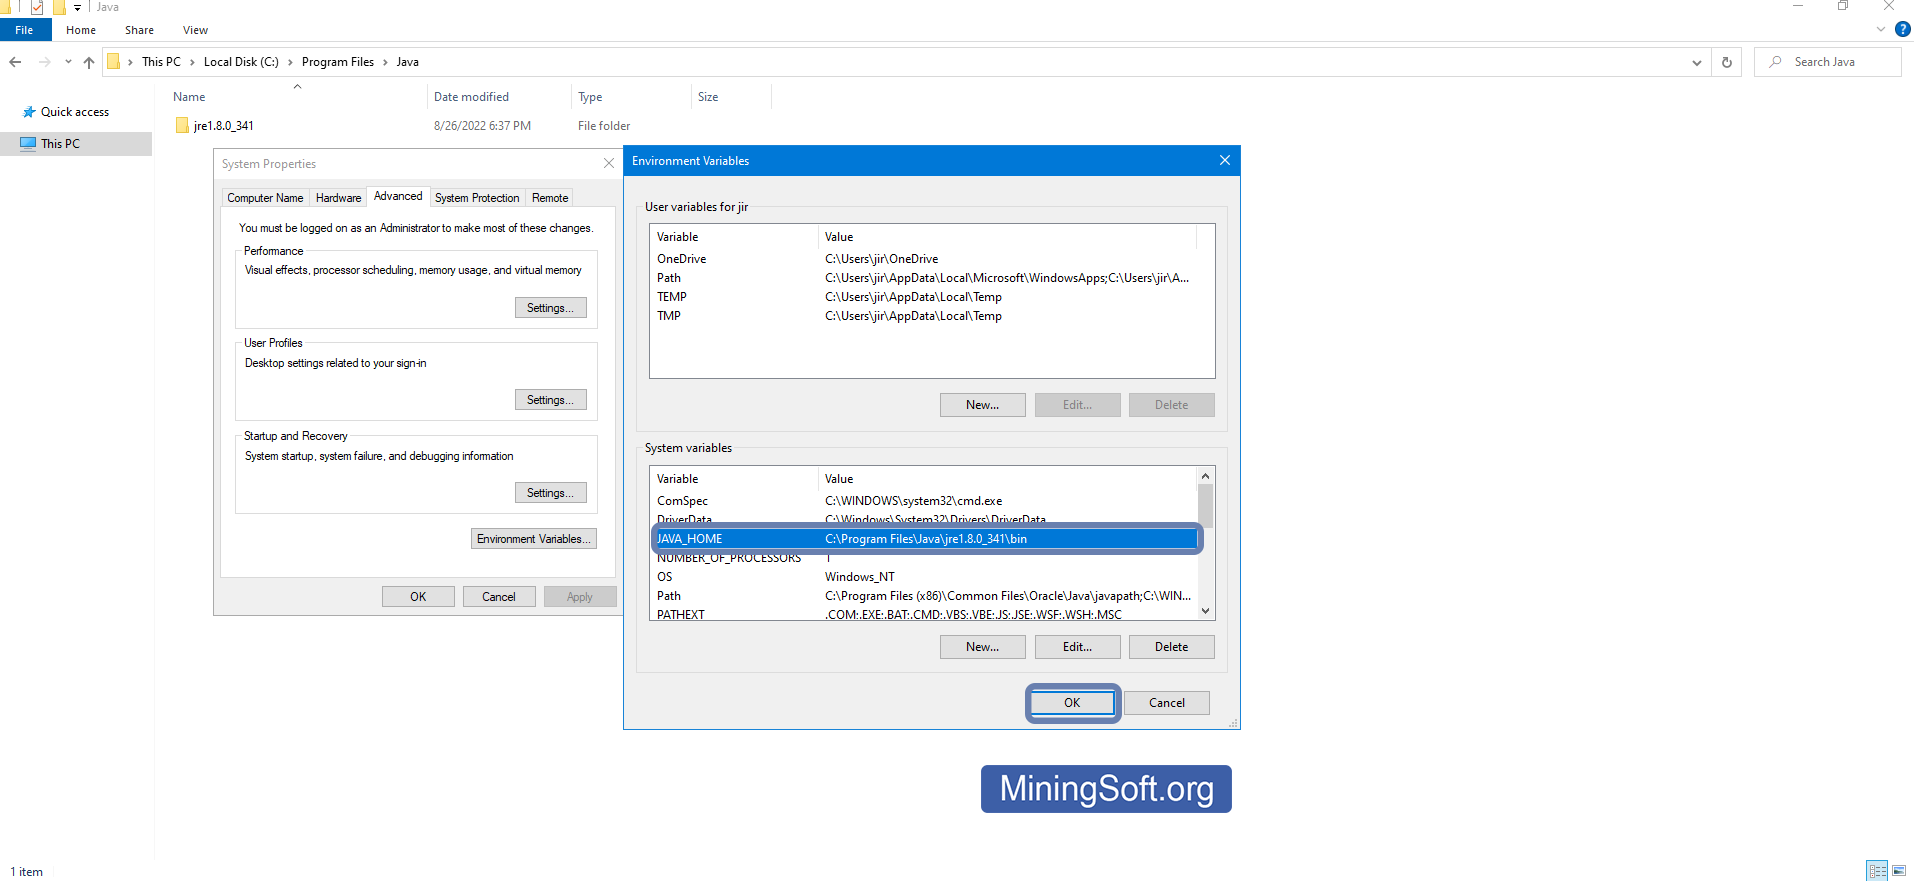 Java
File Home Share View
This PC > Local Disk (C:) > Program Files > Java
Search Java
Name Date modified Type Size
Quick access
jre1.8.0_341 8/26/2022 6:37 PM File folder
This PC
System Properties
Computer Name Hardware Advanced System Protection Remote
You must be logged on as an Administrator to make most of these changes.
Performance
Visual effects, processor scheduling, memory usage, and virtual memory
Settings...
User Profiles
Desktop settings related to your sign-in
Settings...
Startup and Recovery
System startup, system failure, and debugging information
Settings...
Environment Variables...
OK Cancel Apply
Environment Variables
User variables for jir
Variable Value
OneDrive C:\Users\jir\OneDrive
Path C:\Users\jir\AppData\Local\Microsoft\WindowsApps;C:\Users\jir\A...
TEMP C:\Users\jir\AppData\Local\Temp
TMP C:\Users\jir\AppData\Local\Temp
New... Edit... Delete
System variables
Variable Value
ComSpec C:\WINDOWS\system32\cmd.exe
DriverData C:\Windows\System32\Drivers\DriverData
JAVA_HOME C:\Program Files\Java\jre1.8.0_341\bin
NUMBER_OF_PROCESSORS 1
OS Windows_NT
Path C:\Program Files (x86)\Common Files\Oracle\Java\javapath;C:\WIN...
PATHEXT .COM;.EXE;.BAT;.CMD;.VBS;.VBE;.JS;.JSE;.WSF;.WSH;.MSC
New... Edit... Delete
OK Cancel
MiningSoft.org
1 item